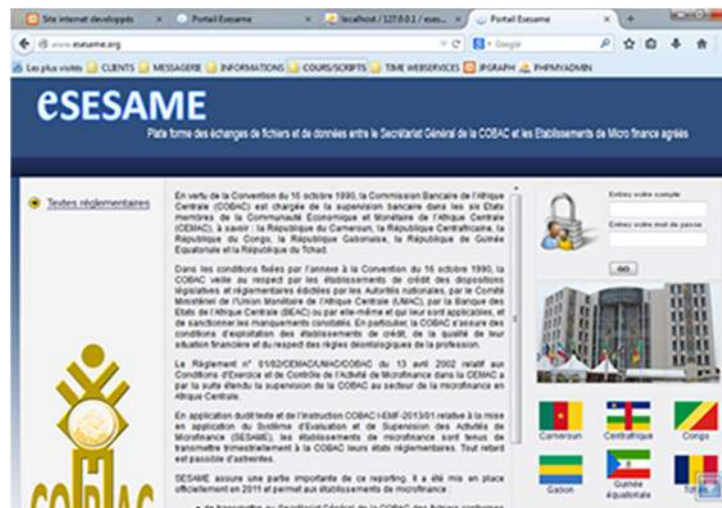 Site internet developpés
Portail Esesame
localhost / 127.0.0.1 / eses...
Portail Esesame
www.esesame.org
Google
Les plus visités
CLIENTS
MESSAGERIE
INFORMATIONS
COURS/SCRIPTS
TIME WEBSERVICES
JPGRAPH
PHPMYADMIN
eSESAME
Plate forme des échanges de fichiers et de données entre le Secrétariat Général de la COBAC et les Etablissements de Micro finance agréés
Textes réglementaires
En vertu de la Convention du 16 octobre 1990, la Commission Bancaire de l'Afrique
Centrale (COBAC) est chargée de la supervision bancaire dans les six Etats
membres de la Communauté Economique et Monétaire de l'Afrique Centrale
(CEMAC), à savoir : la République du Cameroun, la République Centrafricaine, la
République du Congo, la République Gabonaise, la République de Guinée
Equatoriale et la République du Tchad.
Dans les conditions fixées par l'annexe à la Convention du 16 octobre 1990, la
COBAC veille au respect par les établissements de crédit des dispositions
législatives et réglementaires édictées par les Autorités nationales, par le Comité
Ministériel de l'Union Monétaire de l'Afrique Centrale (UMAC), par la Banque des
Etats de l'Afrique Centrale (BEAC) ou par elle-même et qui leur sont applicables, et
de sanctionner les manquements constatés. En particulier, la COBAC s'assure des
conditions d'exploitation des établissements de crédit, de la qualité de leur
situation financière et du respect des règles déontologiques de la profession.
Le Règlement n° 01/02/CEMAC/UMAC/COBAC du 13 avril 2002 relatif aux
Conditions d'Exercice et de Contrôle de l'Activité de Microfinance dans la CEMAC a
par la suite étendu la supervision de la COBAC au secteur de la microfinance en
Afrique Centrale.
En application dudit texte et de l'Instruction COBAC I-EMF-2013/01 relative à la mise
en application du Système d'Evaluation et de Supervision des Activités de
Microfinance (SESAME), les établissements de microfinance sont tenus de
transmettre trimestriellement à la COBAC leurs états réglementaires. Tout retard
est passible d'astreintes.
SESAME assure une partie importante de ce reporting. Il a été mis en place
officiellement en 2011 et permet aux établissements de microfinance :
de transmettre au Secrétariat Général de la COBAC des fichiers conformes
Entrez votre compte
Entrez votre mot de passe
GO
Cameroun
Centrafrique
Congo
Gabon
Guinée
équatoriale
COBAC